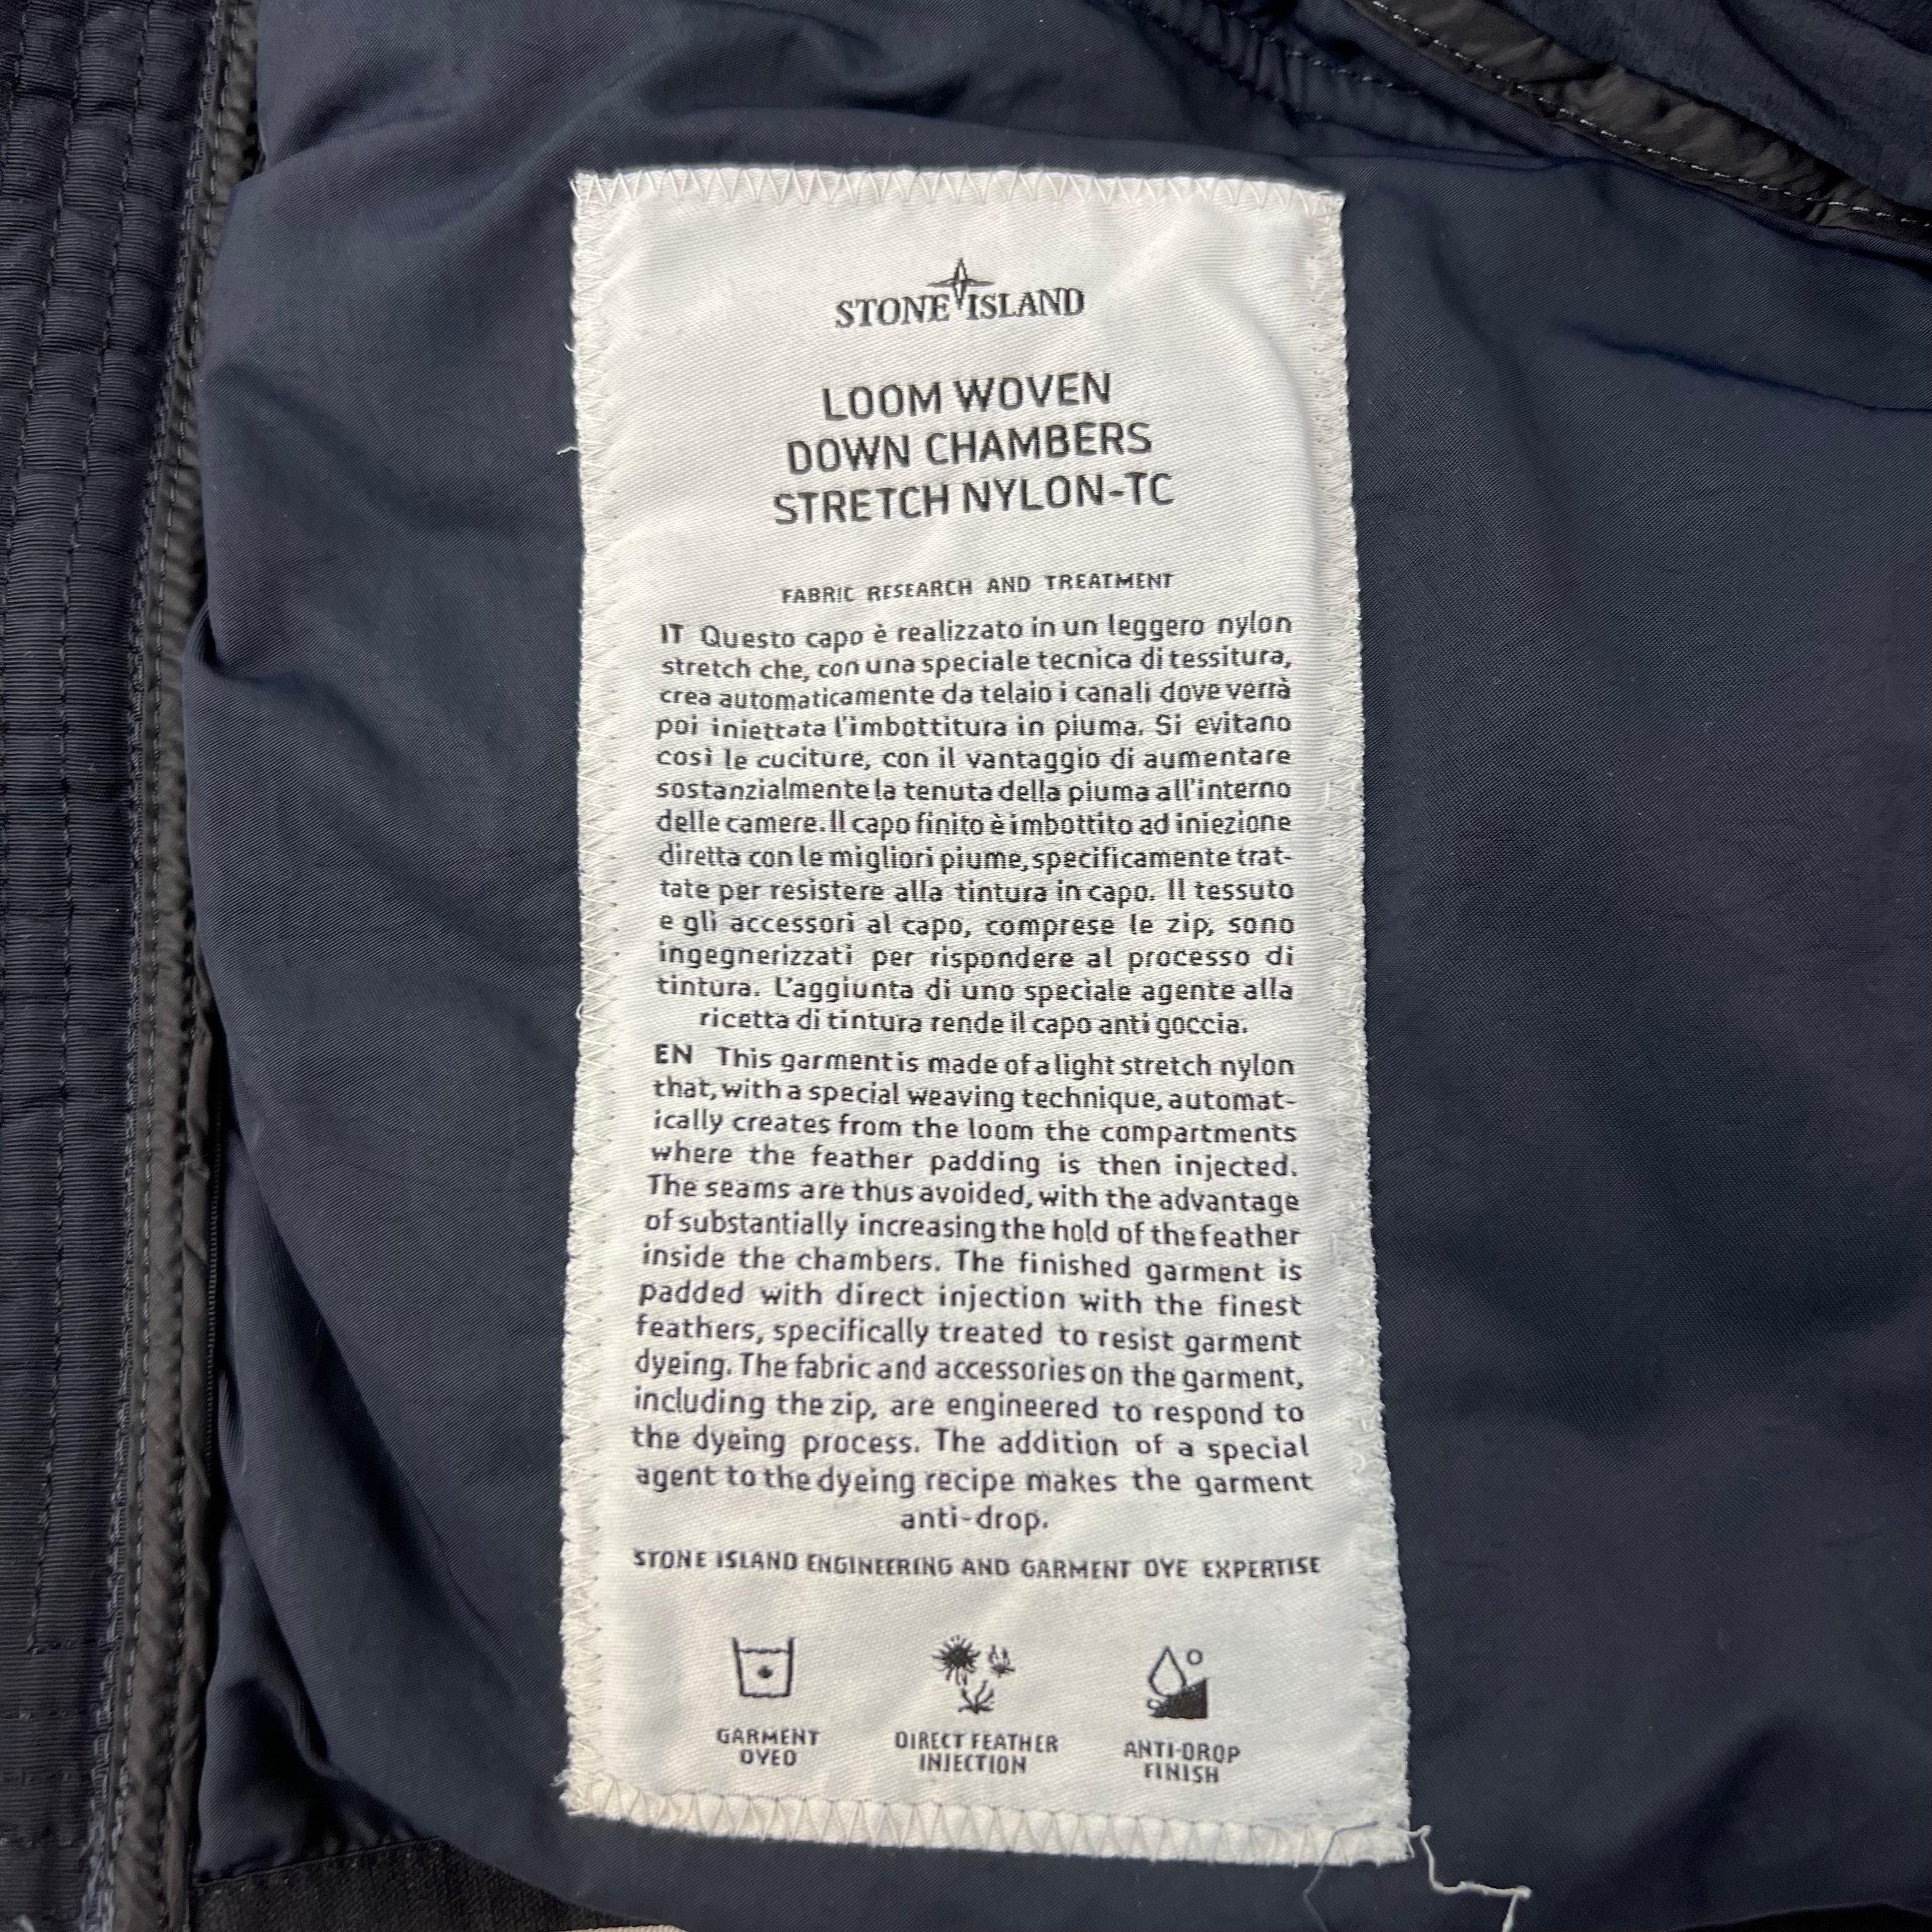 STONE ISLAND
LOOM WOVEN
DOWN CHAMBERS
STRETCH NYLON-TC
FABRIC RESEARCH AND TREATMENT
IT Questo capo è realizzato in un leggero nylon
stretch che, con una speciale tecnica di tessitura,
crea automaticamente da telaio i canali dove verrà
poi iniettata l'imbottitura in piuma. Si evitano
così le cuciture, con il vantaggio di aumentare
sostanzialmente la tenuta della piuma all'interno
delle camere. Il capo finito è imbottito ad iniezione
diretta con le migliori piume, specificamente trat-
tate per resistere alla tintura in capo. Il tessuto
e gli accessori al capo, comprese le zip, sono
ingegnerizzati per rispondere al processo di
tintura. L'aggiunta di uno speciale agente alla
ricetta di tintura rende il capo anti goccia.
EN This garment is made of a light stretch nylon
that, with a special weaving technique, automat-
ically creates from the loom the compartments
where the feather padding is then injected.
The seams are thus avoided, with the advantage
of substantially increasing the hold of the feather
inside the chambers. The finished garment is
padded with direct injection with the finest
feathers, specifically treated to resist garment
dyeing. The fabric and accessories on the garment,
including the zip, are engineered to respond to
the dyeing process. The addition of a special
agent to the dyeing recipe makes the garment
anti-drop.
STONE ISLAND ENGINEERING AND GARMENT DYE EXPERTISE
GARMENT
DYED
DIRECT FEATHER
INJECTION
ANTI-DROP
FINISH